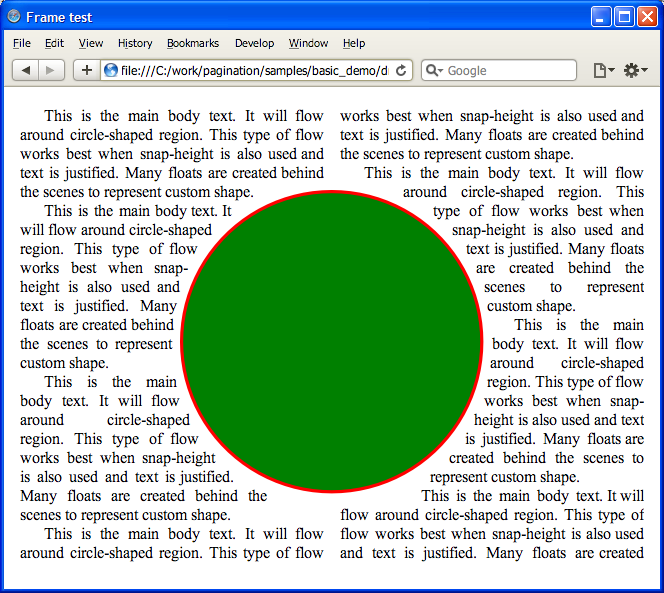 Frame test
File Edit View History Bookmarks Develop Window Help
file:///C:/work/pagination/samples/basic_demo/di
Google
This is the main body text. It will flow
around circle-shaped region. This type of flow
works best when snap-height is also used and
text is justified. Many floats are created behind
the scenes to represent custom shape.
This is the main body text. It
will flow around circle-shaped
region. This type of flow
works best when snap-
height is also used and
text is justified. Many
floats are created behind
the scenes to represent
custom shape.
This is the main
body text. It will flow
around circle-shaped
region. This type of flow
works best when snap-height
is also used and text is justified.
Many floats are created behind the
scenes to represent custom shape.
This is the main body text. It will flow
around circle-shaped region. This type of flow
works best when snap-height is also used and
text is justified. Many floats are created behind
the scenes to represent custom shape.
This is the main body text. It will flow
around circle-shaped region. This
type of flow works best when
snap-height is also used and
text is justified. Many floats
are created behind the
scenes to represent
custom shape.
This is the main
body text. It will flow
around circle-shaped
region. This type of flow
works best when snap-
height is also used and text
is justified. Many floats are
created behind the scenes to
represent custom shape.
This is the main body text. It will
flow around circle-shaped region. This type of
flow works best when snap-height is also used
and text is justified. Many floats are created